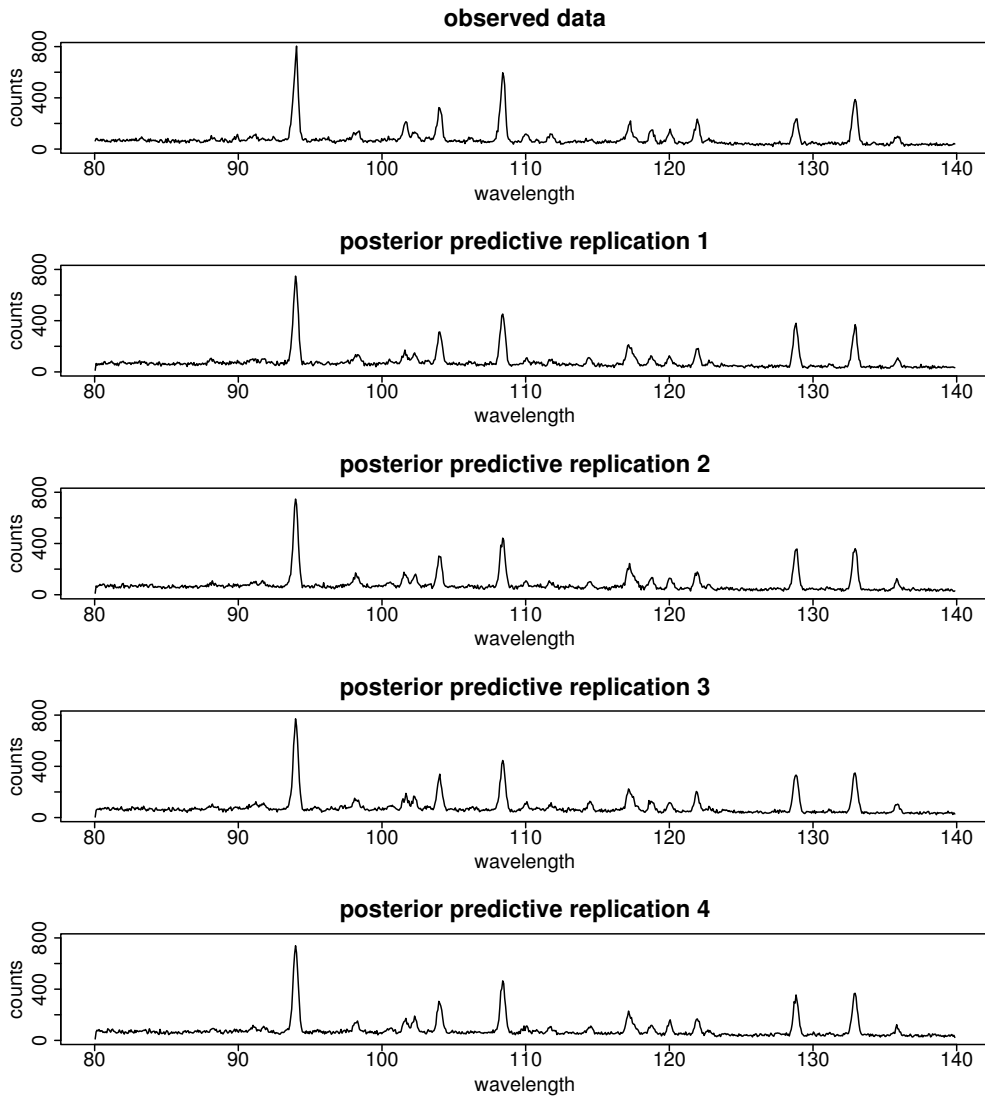 observed data
counts
800
400
0
80 90 100 110 120 130 140
wavelength
posterior predictive replication 1
counts
800
400
0
80 90 100 110 120 130 140
wavelength
posterior predictive replication 2
counts
800
400
0
80 90 100 110 120 130 140
wavelength
posterior predictive replication 3
counts
800
400
0
80 90 100 110 120 130 140
wavelength
posterior predictive replication 4
counts
800
400
0
80 90 100 110 120 130 140
wavelength